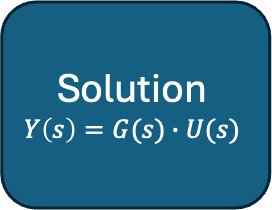 Solution
Y(s) = G(s) · U(s)